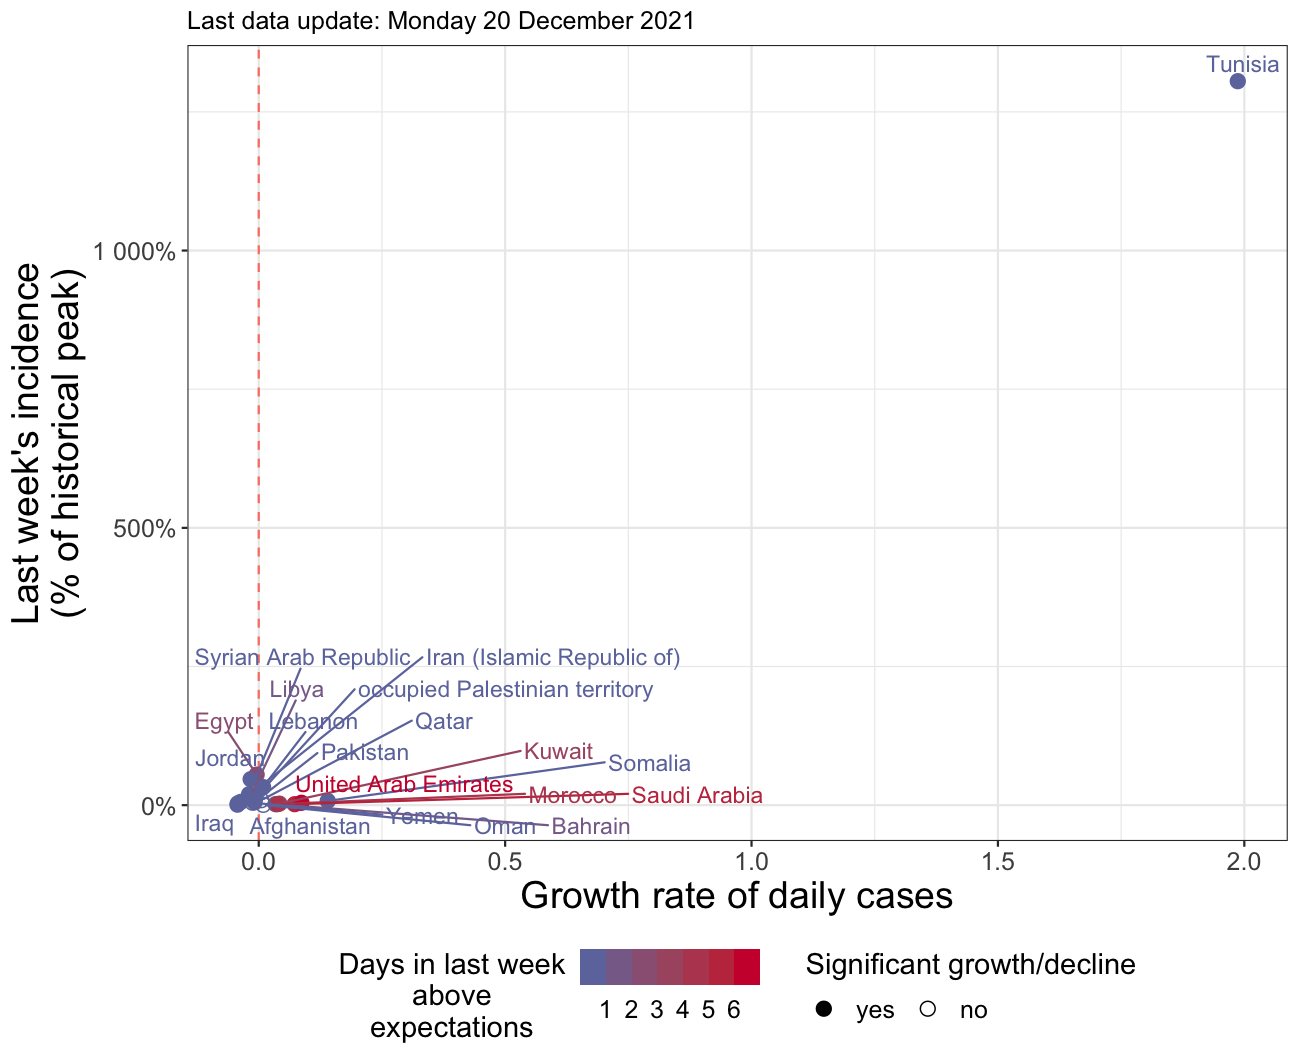 Last data update: Monday 20 December 2021
Tunisia
Last week's incidence
(% of historical peak)
1 000%
500%
0%
Syrian Arab Republic
Iran (Islamic Republic of)
Libya
occupied Palestinian territory
Egypt
Lebanon
Qatar
Jordan
Pakistan
Kuwait
Somalia
United Arab Emirates
Morocco
Saudi Arabia
Iraq
Afghanistan
Yemen
Oman
Bahrain
0.0
0.5
1.0
1.5
2.0
Growth rate of daily cases
Days in last week
above
expectations
1 2 3 4 5 6
Significant growth/decline
yes
no